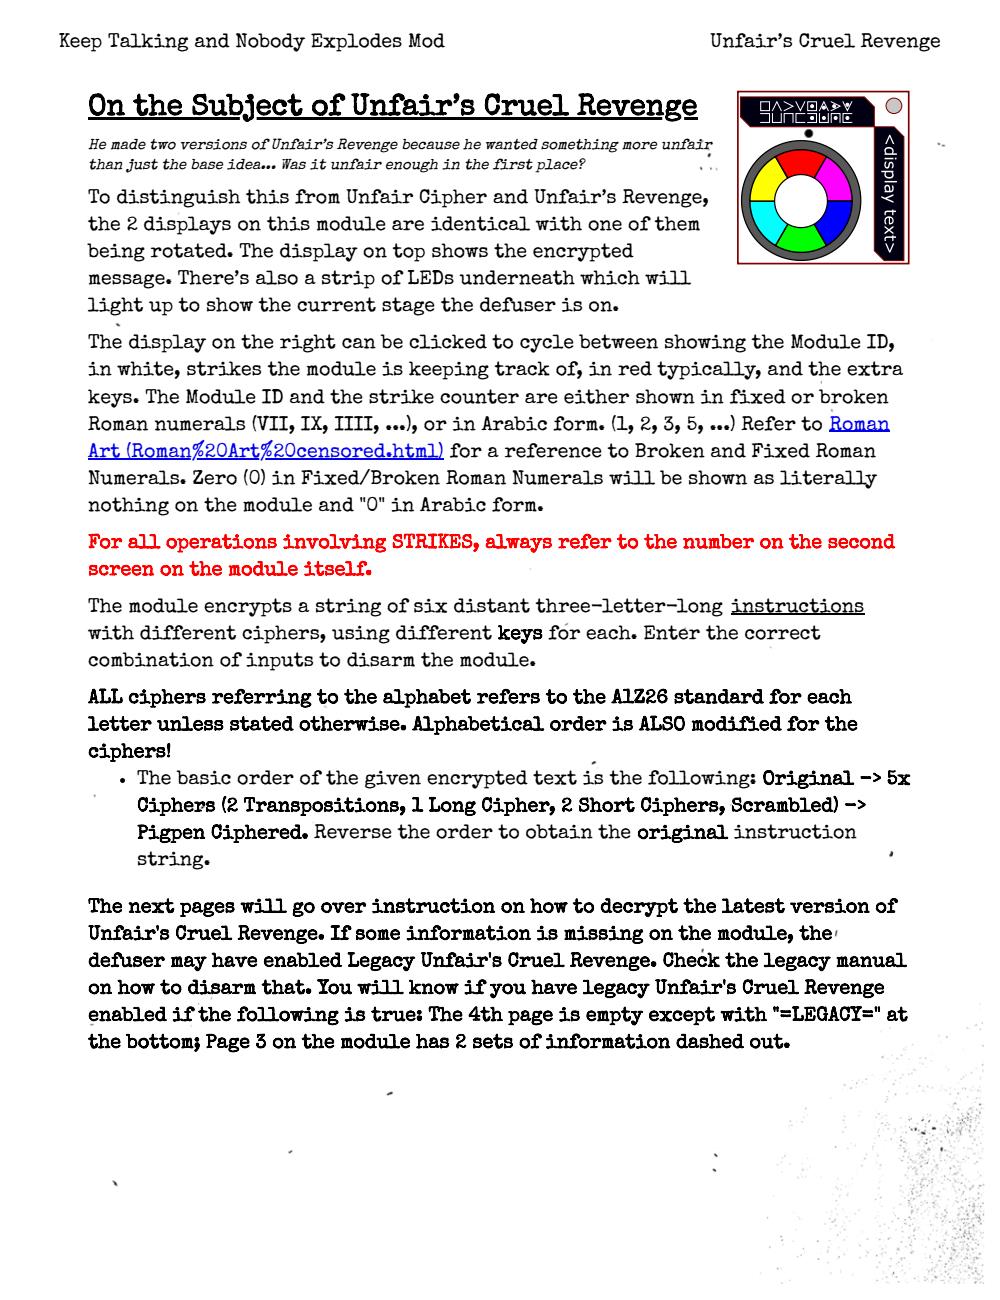 Keep Talking and Nobody Explodes Mod
Unfair’s Cruel Revenge
On the Subject of Unfair’s Cruel Revenge
He made two versions of Unfair’s Revenge because he wanted something more unfair
than just the base idea... Was it unfair enough in the first place?
<display text>
To distinguish this from Unfair Cipher and Unfair’s Revenge,
the 2 displays on this module are identical with one of them
being rotated. The display on top shows the encrypted
message. There’s also a strip of LEDs underneath which will
light up to show the current stage the defuser is on.
The display on the right can be clicked to cycle between showing the Module ID,
in white, strikes the module is keeping track of, in red typically, and the extra
keys. The Module ID and the strike counter are either shown in fixed or broken
Roman numerals (VII, IX, IIII, ...), or in Arabic form. (1, 2, 3, 5, ...) Refer to Roman
Art (Roman%20Art%20censored.html) for a reference to Broken and Fixed Roman
Numerals. Zero (0) in Fixed/Broken Roman Numerals will be shown as literally
nothing on the module and "0" in Arabic form.
For all operations involving STRIKES, always refer to the number on the second
screen on the module itself.
The module encrypts a string of six distant three-letter-long instructions
with different ciphers, using different keys for each. Enter the correct
combination of inputs to disarm the module.
ALL ciphers referring to the alphabet refers to the A1Z26 standard for each
letter unless stated otherwise. Alphabetical order is ALSO modified for the
ciphers!
• The basic order of the given encrypted text is the following: Original -> 5x
Ciphers (2 Transpositions, 1 Long Cipher, 2 Short Ciphers, Scrambled) ->
Pigpen Ciphered. Reverse the order to obtain the original instruction
string.
The next pages will go over instruction on how to decrypt the latest version of
Unfair's Cruel Revenge. If some information is missing on the module, the
defuser may have enabled Legacy Unfair's Cruel Revenge. Check the legacy manual
on how to disarm that. You will know if you have legacy Unfair's Cruel Revenge
enabled if the following is true: The 4th page is empty except with "=LEGACY=" at
the bottom; Page 3 on the module has 2 sets of information dashed out.